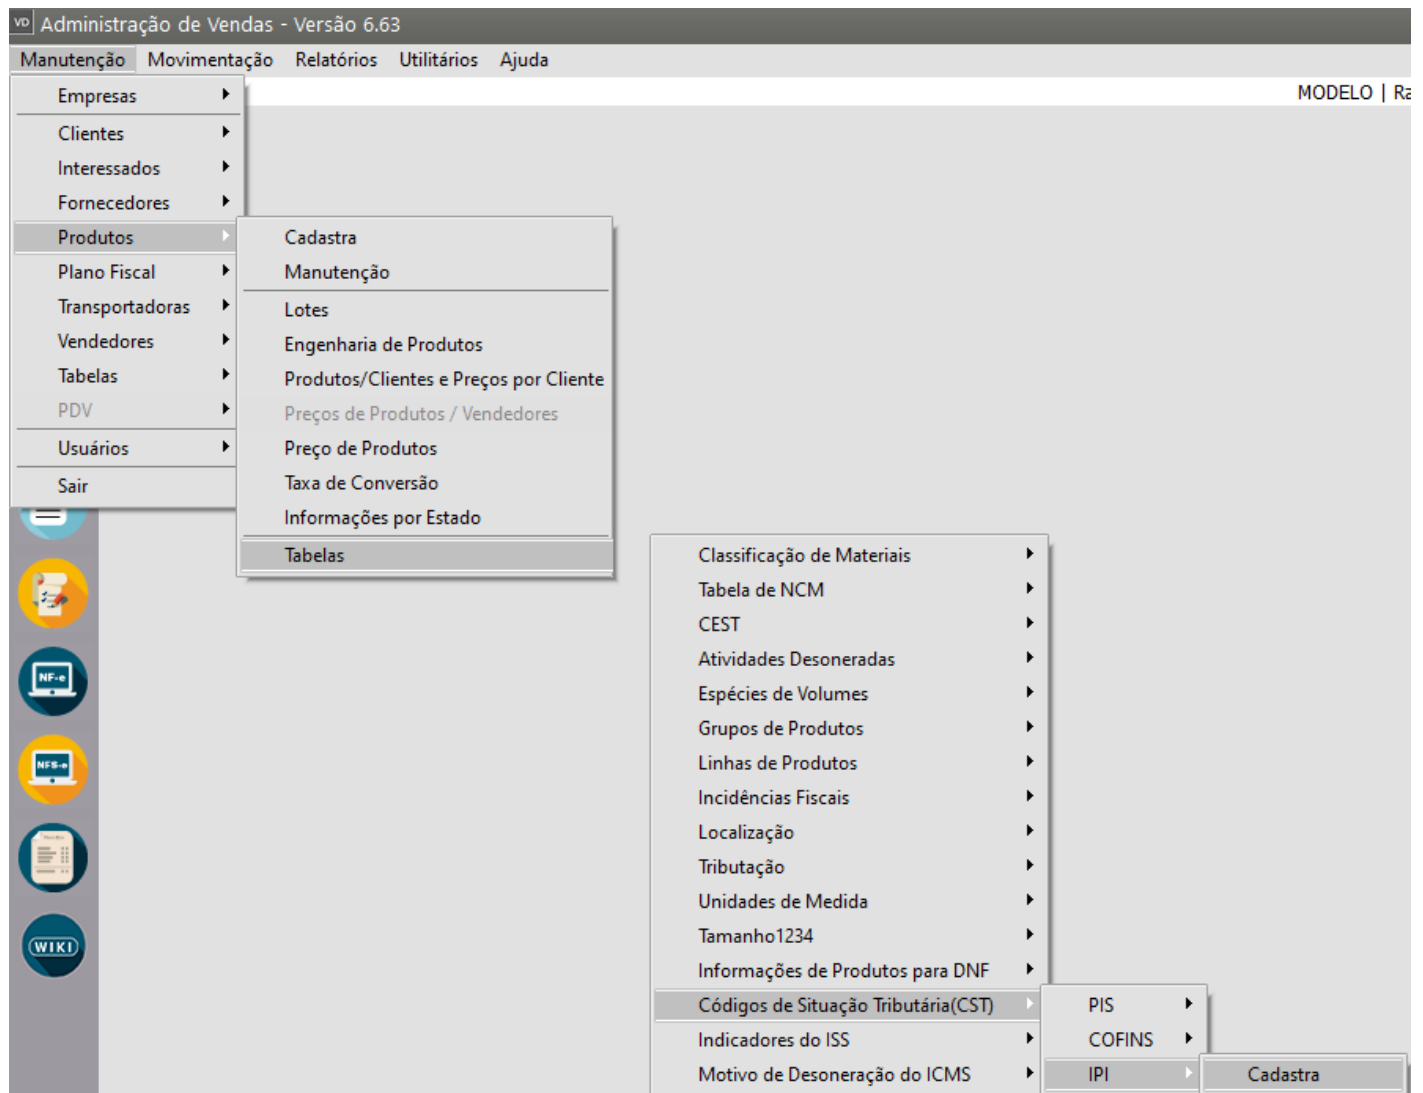 VD Administração de Vendas - Versão 6.63
Manutenção Movimentação Relatórios Utilitários Ajuda
MODELO | Ra
Empresas
Clientes
Interessados
Fornecedores
Produtos
Plano Fiscal
Transportadoras
Vendedores
Tabelas
PDV
Usuários
Sair
Cadastra
Manutenção
Lotes
Engenharia de Produtos
Produtos/Clientes e Preços por Cliente
Preços de Produtos / Vendedores
Preço de Produtos
Taxa de Conversão
Informações por Estado
Tabelas
Classificação de Materiais
Tabela de NCM
CEST
Atividades Desoneradas
Espécies de Volumes
Grupos de Produtos
Linhas de Produtos
Incidências Fiscais
Localização
Tributação
Unidades de Medida
Tamanho1234
Informações de Produtos para DNF
Códigos de Situação Tributária(CST)
Indicadores do ISS
Motivo de Desoneração do ICMS
PIS
COFINS
IPI
Cadastra
NF-e
NFS-e
WIKI